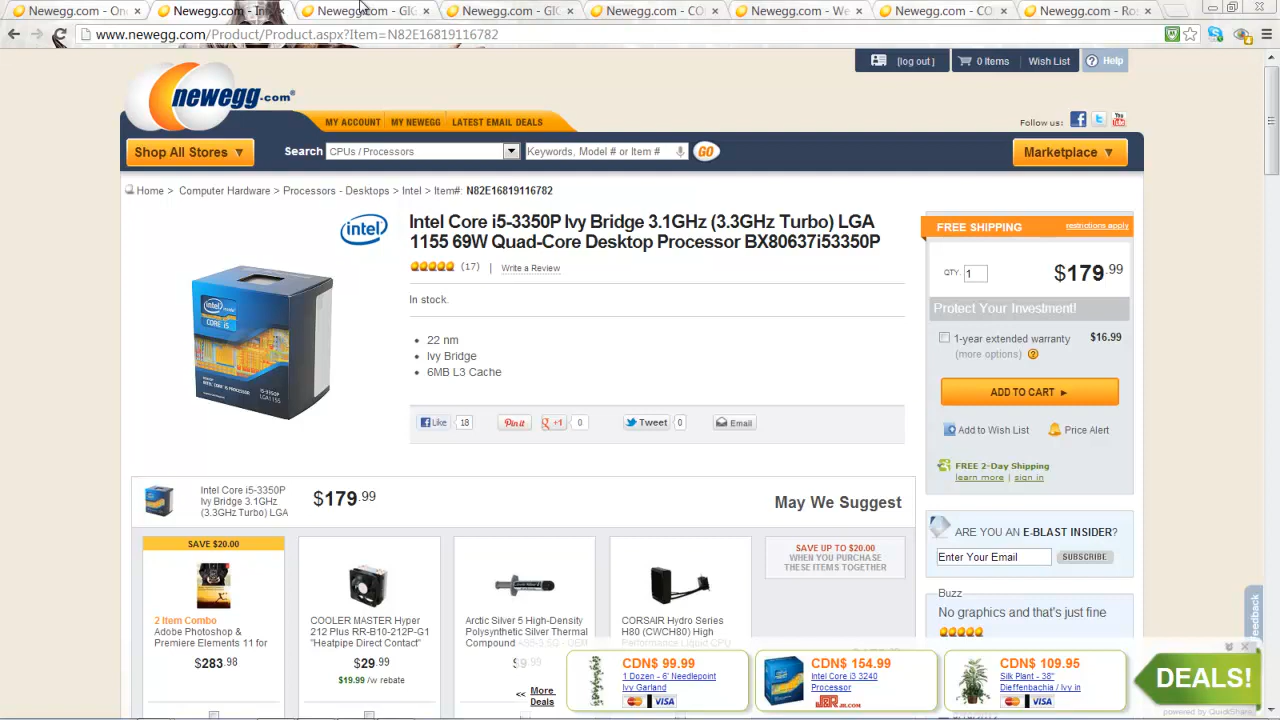 Newegg.com - Onc
Newegg.com - In
Newegg.com - GIG
Newegg.com - GIG
Newegg.com - CO
Newegg.com - We
Newegg.com - CO
Newegg.com - Ros
www.newegg.com/Product/Product.aspx?Item=N82E16819116782
[log out]
0 Items
Wish List
Help
newegg.com
MY ACCOUNT
MY NEWEGG
LATEST EMAIL DEALS
Follow us:
Shop All Stores ▼
Search
CPUs / Processors
Keywords, Model # or Item #
GO
Marketplace ▼
Home > Computer Hardware > Processors - Desktops > Intel > Item#: N82E16819116782
intel
Intel Core i5-3350P Ivy Bridge 3.1GHz (3.3GHz Turbo) LGA
1155 69W Quad-Core Desktop Processor BX80637i53350P
(17) | Write a Review
In stock.
22 nm
Ivy Bridge
6MB L3 Cache
Like 18
Pin it
+1 0
Tweet 0
Email
FREE SHIPPING
restrictions apply
QTY. 1
$179.99
Protect Your Investment!
1-year extended warranty $16.99
(more options)
ADD TO CART ►
Add to Wish List
Price Alert
FREE 2-Day Shipping
learn more | sign in
ARE YOU AN E-BLAST INSIDER?
Enter Your Email
SUBSCRIBE
Buzz
No graphics and that's just fine
Feedback
Intel Core i5-3350P
Ivy Bridge 3.1GHz
(3.3GHz Turbo) LGA
$179.99
May We Suggest
SAVE $20.00
2 Item Combo
Adobe Photoshop &
Premiere Elements 11 for
$283.98
COOLER MASTER Hyper
212 Plus RR-B10-212P-G1
"Heatpipe Direct Contact"
$29.99
$19.99 /w rebate
Arctic Silver 5 High-Density
Polysynthetic Silver Thermal
Compound
$9.99
CORSAIR Hydro Series
H80 (CWCH80) High
Performance Liquid CPU
SAVE UP TO $20.00
WHEN YOU PURCHASE
THESE ITEMS TOGETHER
<< More
Deals
CDN$ 99.99
1 Dozen - 6' Needlepoint
Ivy Garland
VISA
CDN$ 154.99
Intel Core i3 3240
Processor
CDN$ 109.95
Silk Plant - 38"
Dieffenbachia / Ivy in
VISA
DEALS!
powered by QuickShare